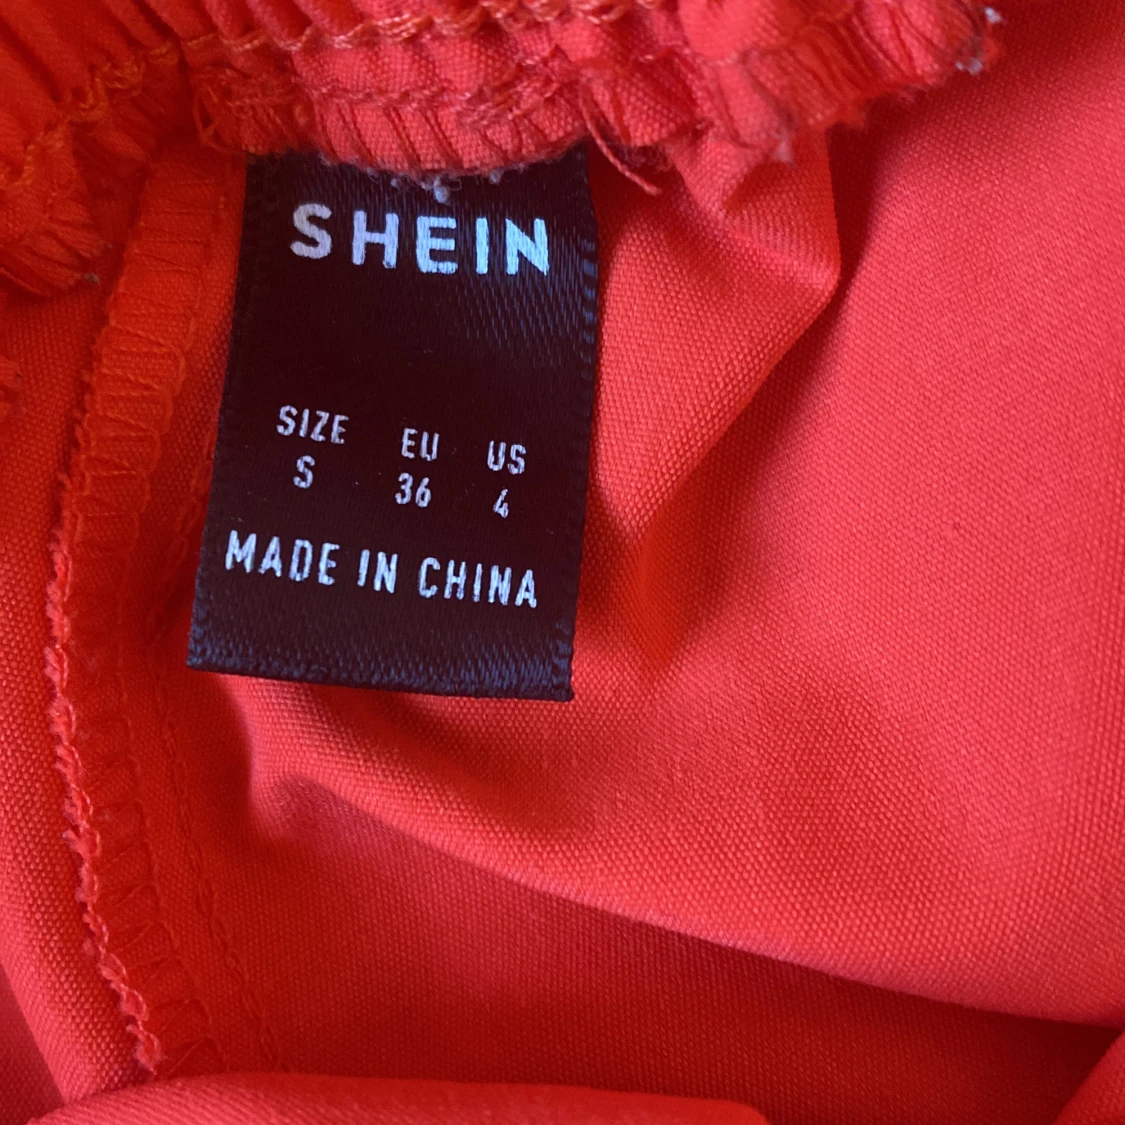 SHEIN
SIZE EU US
S 36 4
MADE IN CHINA